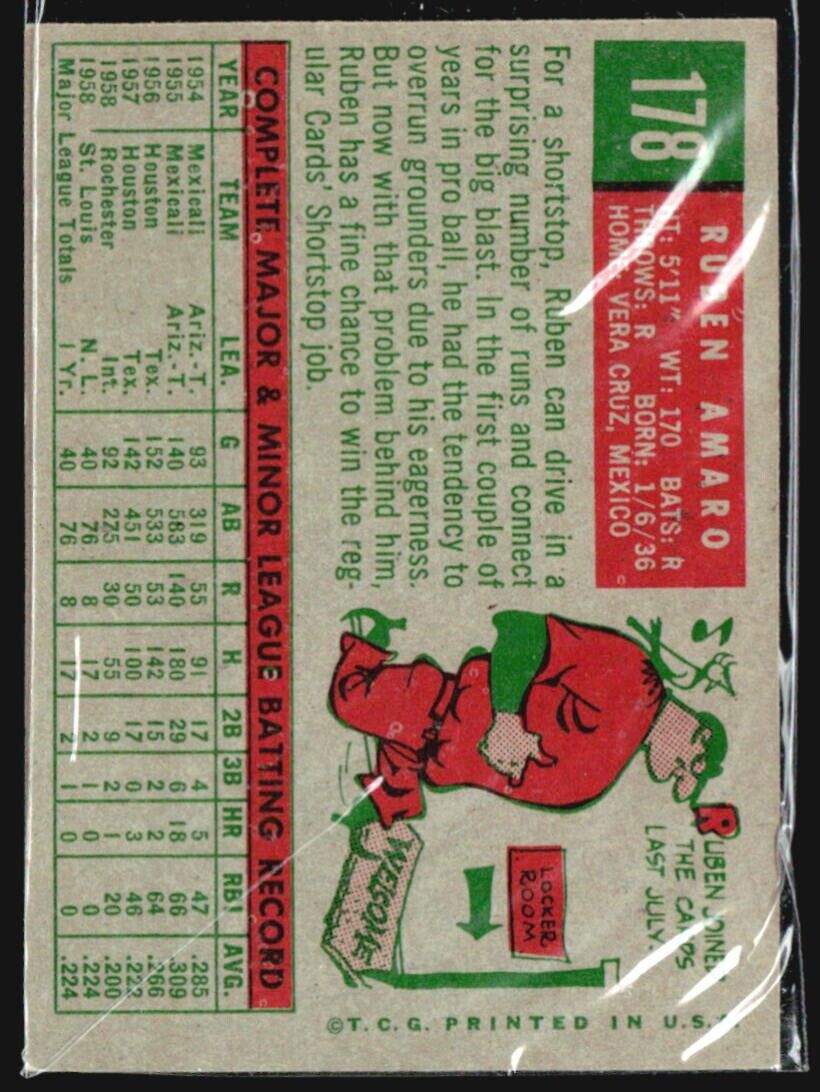 178
RUBEN AMARO
HT: 5'11" WT: 170 BATS: R
THROWS: R BORN: 1/6/36
HOME: VERA CRUZ, MEXICO
For a shortstop, Ruben can drive in a
surprising number of runs and connect
for the big blast. In the first couple of
years in pro ball, he had the tendency to
overrun grounders due to his eagerness.
But now with that problem behind him,
Ruben has a fine chance to win the reg-
ular Cards' Shortstop job.
RUBEN JOINED
THE CARDS
LAST JULY.
LOCKER
ROOM
WELCOME
COMPLETE MAJOR & MINOR LEAGUE BATTING RECORD
YEAR TEAM LEA. G AB R H 2B 3B HR RBI AVG.
1954 Mexicali Ariz.-T. 93 319 55 91 17 4 5 47 .285
1955 Mexicali Ariz.-T. 140 583 140 180 29 6 18 66 .309
1956 Houston Tex. 152 533 53 142 15 2 2 64 .266
1957 Houston Tex. 142 451 50 100 17 0 3 46 .222
1958 Rochester Int. 92 275 30 55 9 2 1 20 .200
1958 St. Louis N.L. 40 76 8 17 2 1 0 0 .224
Major League Totals 1 Yr. 40 76 8 17 2 1 0 0 .224
©T.C.G. PRINTED IN U.S.A.